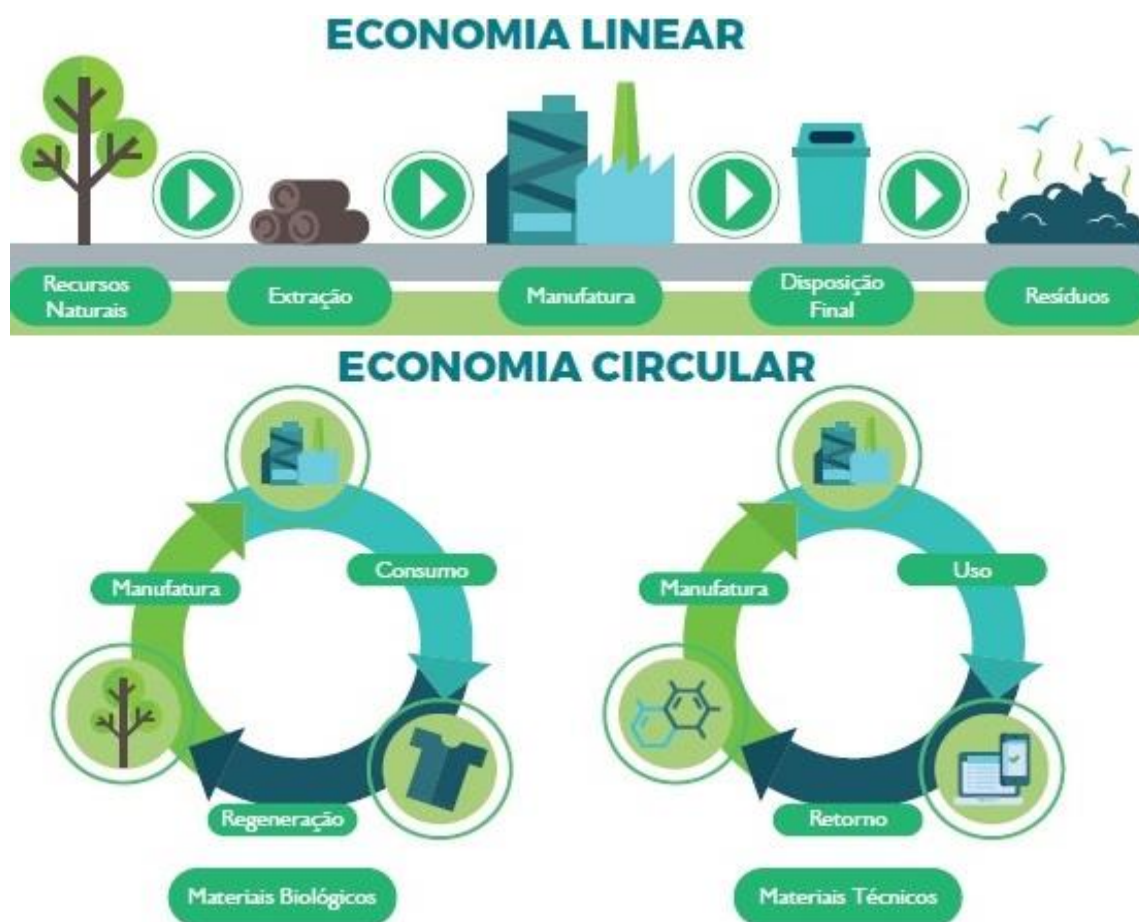 ECONOMIA LINEAR
Recursos
Naturais
Extração
Manufatura
Disposição
Final
Resíduos
ECONOMIA CIRCULAR
Manufatura
Consumo
Regeneração
Materiais Biológicos
Manufatura
Uso
Retorno
Materiais Técnicos